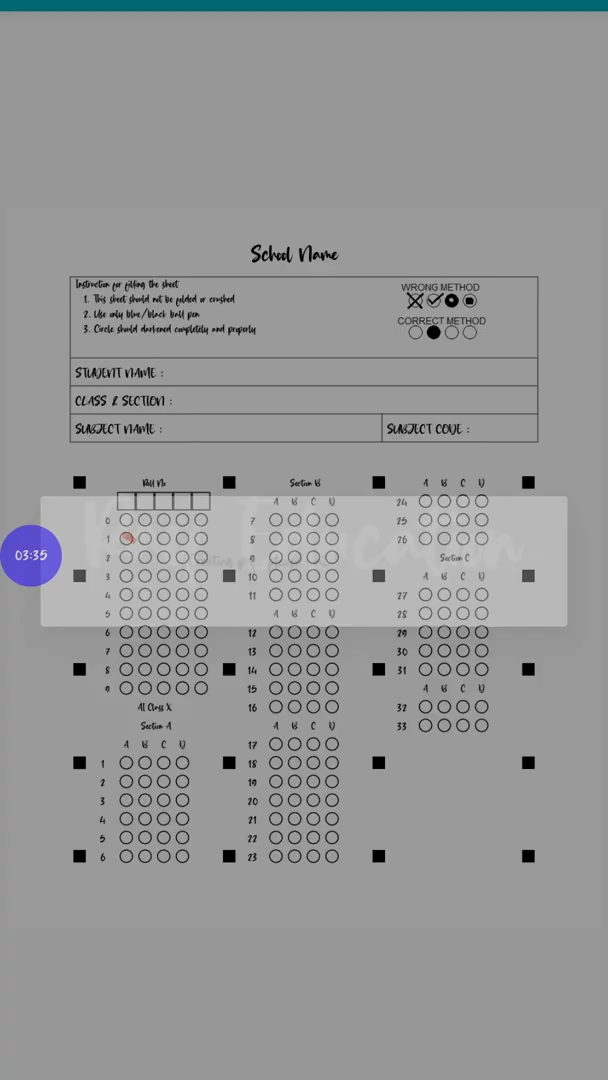 School Name
Instruction for filling the sheet
1. This sheet should not be folded or crushed
2. Use only blue/black ball pen
3. Circle should darkened completely and properly
WRONG METHOD
CORRECT METHOD
STUDENT NAME :
CLASS & SECTION :
SUBJECT NAME :
SUBJECT CODE :
Roll No
0
1
2
3
4
5
6
7
8
9
AI Class X
Section A
A B C D
1
2
3
4
5
6
Section B
A B C D
7
8
9
10
11
A B C D
12
13
14
15
16
A B C D
17
18
19
20
21
22
23
A B C D
24
25
26
Section C
A B C D
27
28
29
30
31
A B C D
32
33
03:35